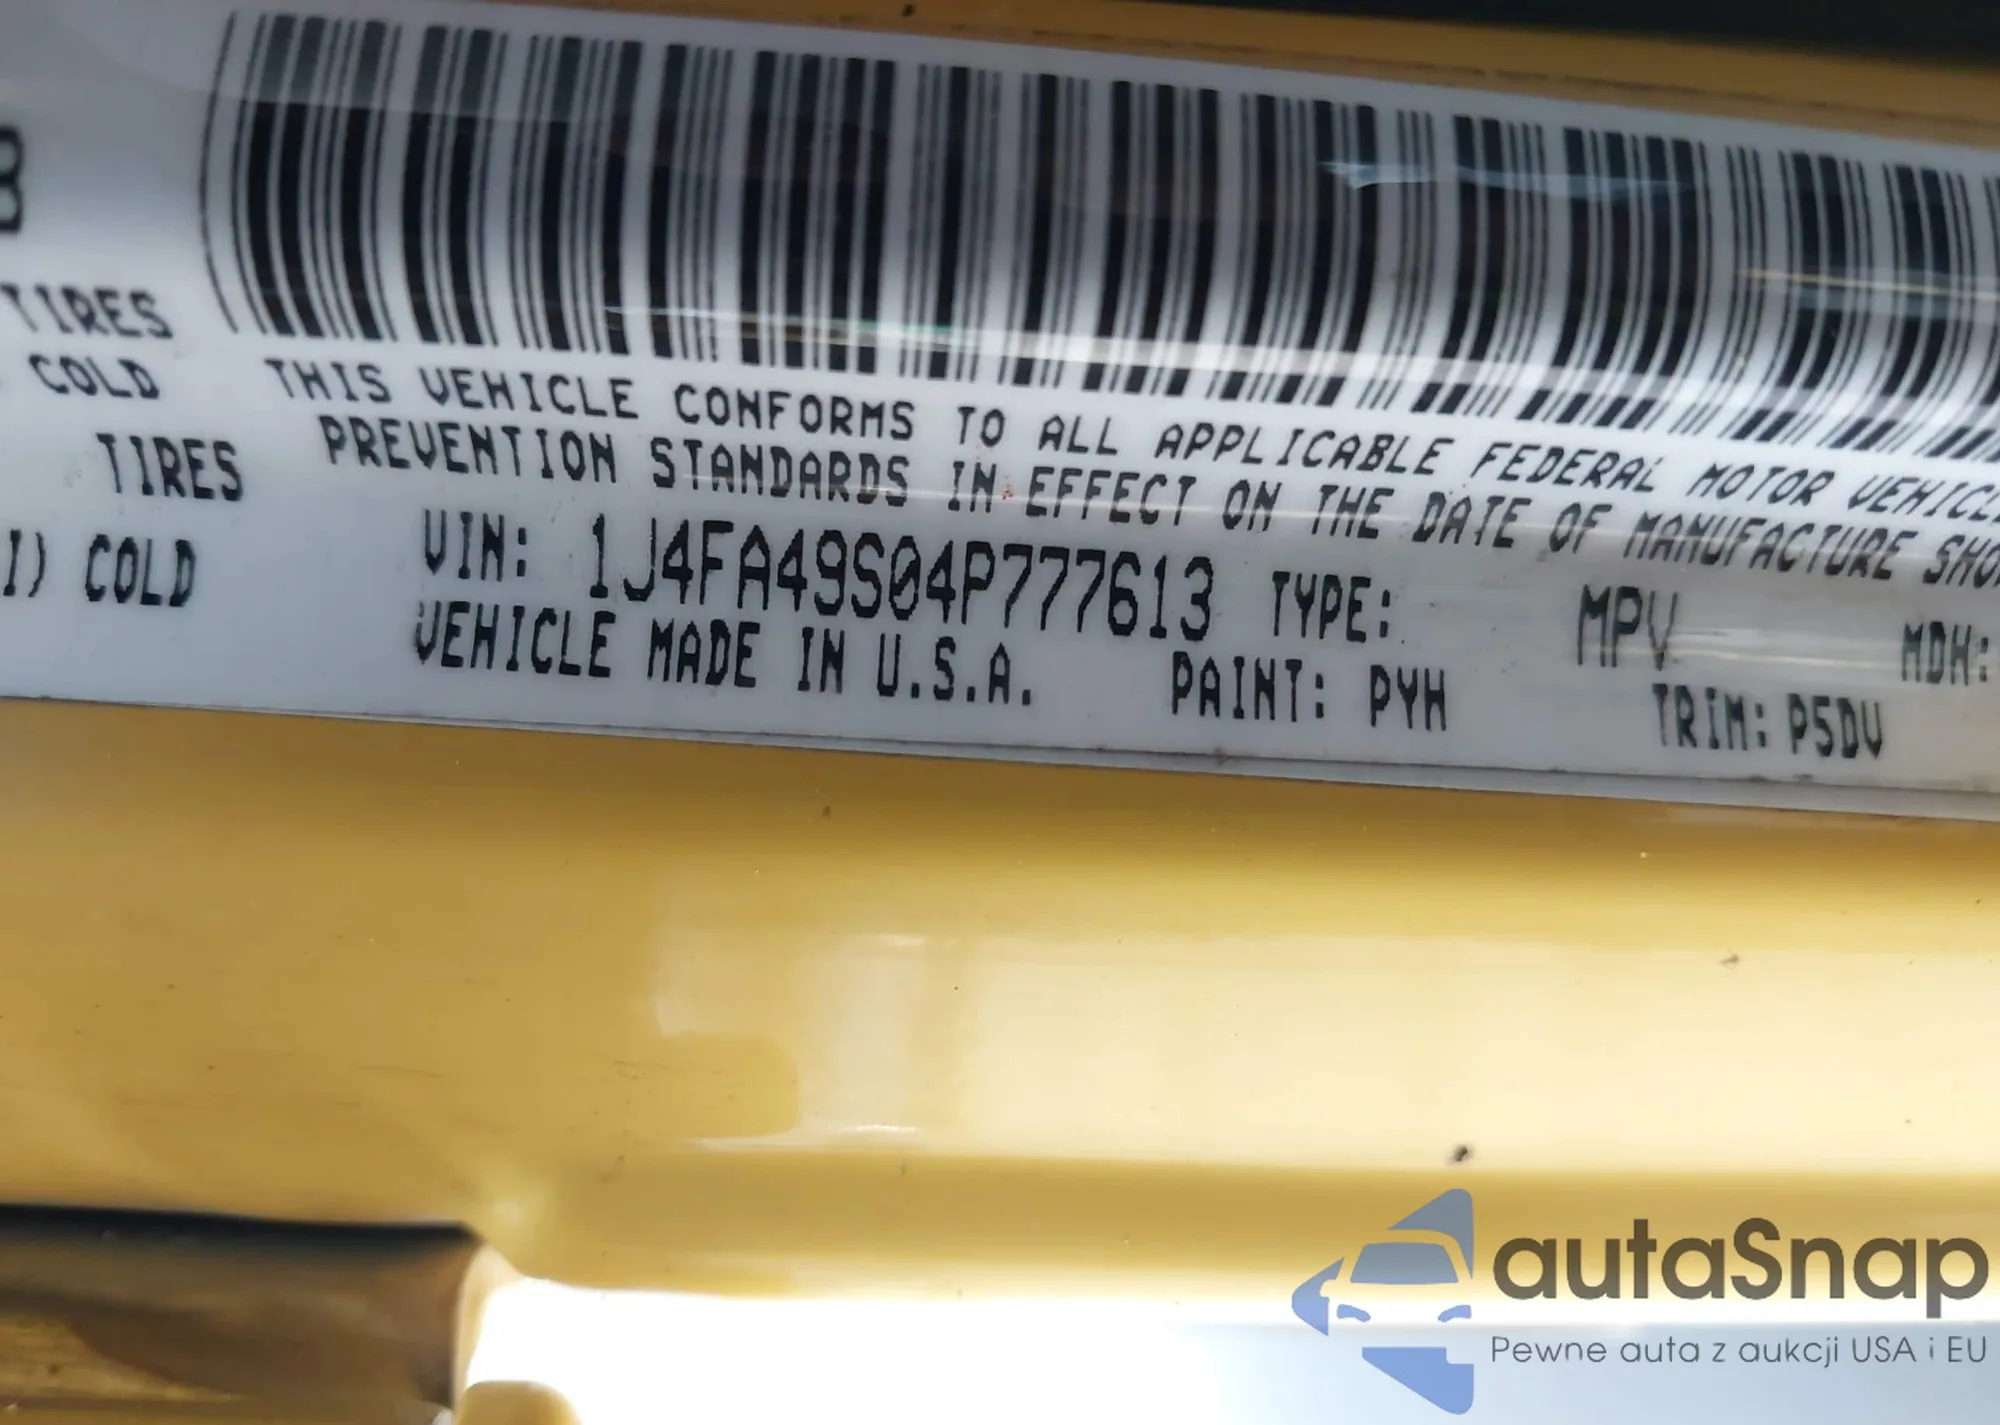 8
TIRES
COLD
TIRES
I) COLD
THIS VEHICLE CONFORMS TO ALL APPLICABLE FEDERAL MOTOR VEHICL
PREVENTION STANDARDS IN EFFECT ON THE DATE OF MANUFACTURE SHO
VIN: 1J4FA49S04P777613 TYPE: MPV MDH:
VEHICLE MADE IN U.S.A. PAINT: PYH TRIM: P5DV
autaSnap
Pewne auta z aukcji USA i EU